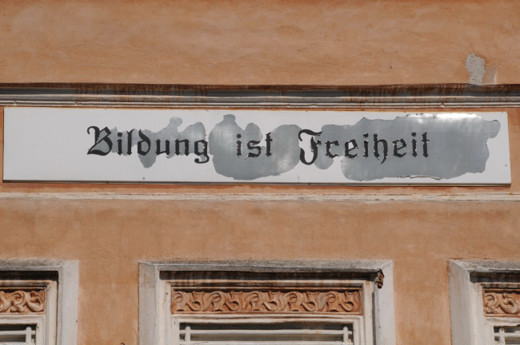 Bildung ist Freiheit